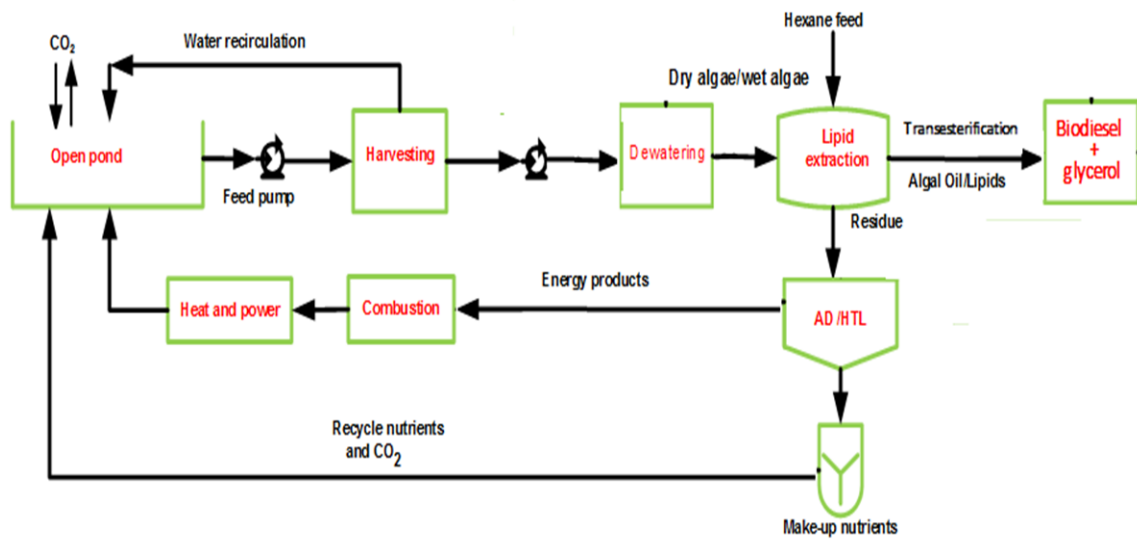 Hexane feed
CO2
Water recirculation
Dry algae/wet algae
Open pond
Feed pump
Harvesting
Dewatering
Lipid
extraction
Transesterification
Algal Oil/Lipids
Biodiesel
+
glycerol
Residue
Energy products
Heat and power
Combustion
AD /HTL
Recycle nutrients
and CO2
Make-up nutrients